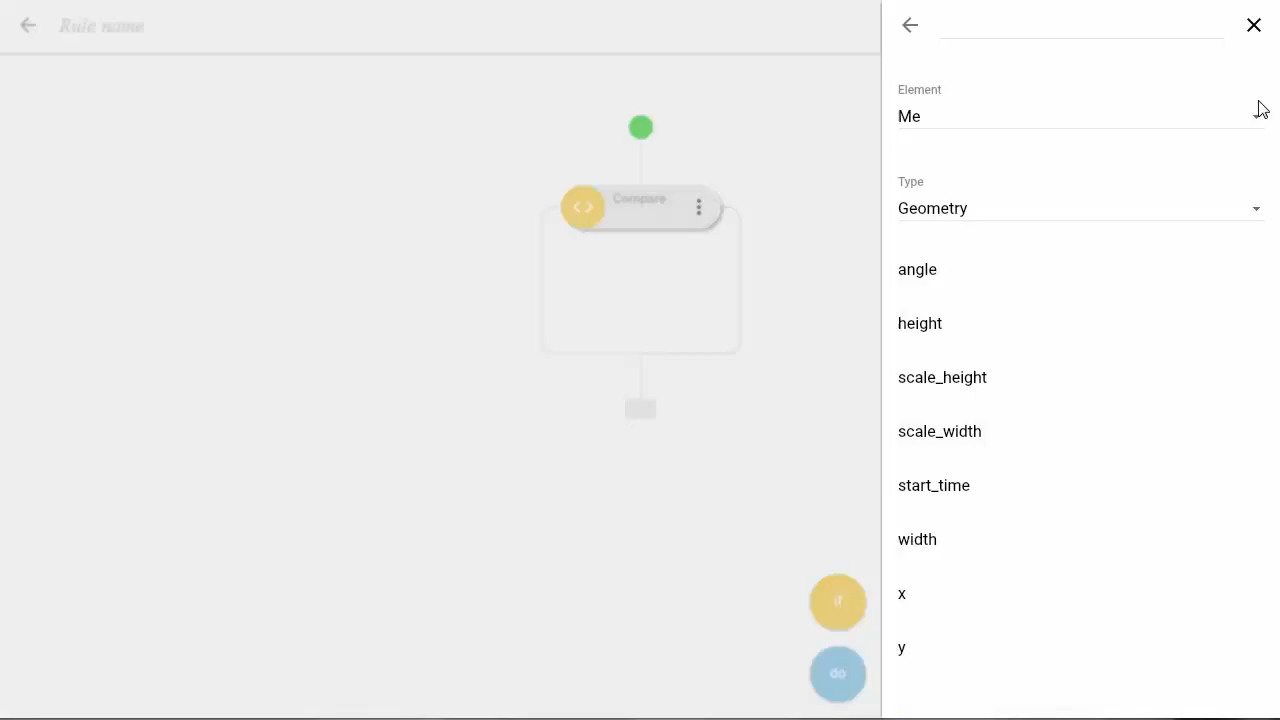 Rule name
Element
Me
Type
Geometry
Compare
angle
height
scale_height
scale_width
start_time
width
x
y
if
do